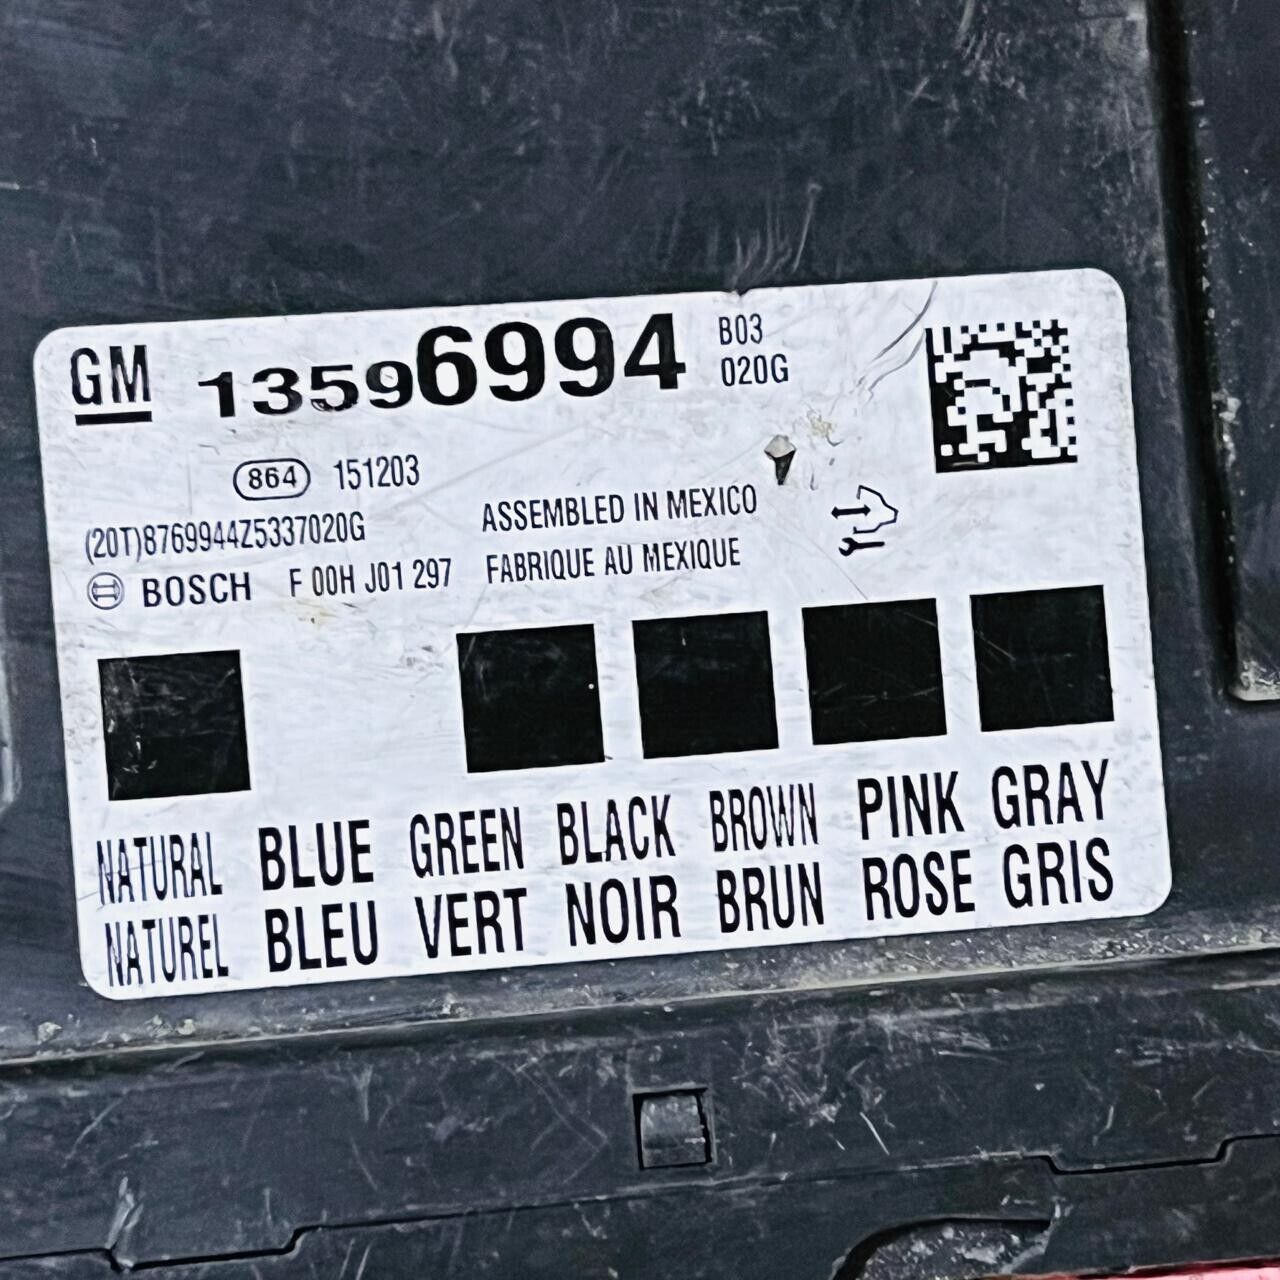 GM 13596994 B03
020G
864 151203
(20T)8769944Z5337020G
ASSEMBLED IN MEXICO
BOSCH F 00H J01 297
FABRIQUE AU MEXIQUE
NATURAL BLUE GREEN BLACK BROWN PINK GRAY
NATUREL BLEU VERT NOIR BRUN ROSE GRIS